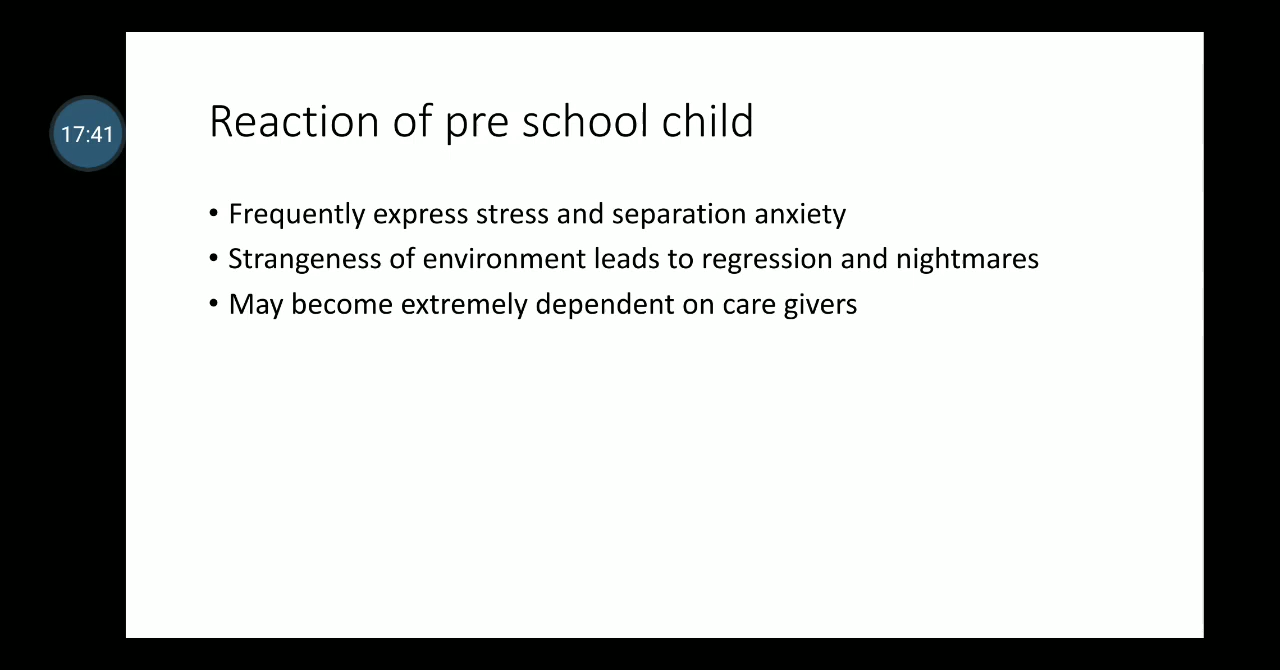 Reaction of pre school child
17:41
• Frequently express stress and separation anxiety
• Strangeness of environment leads to regression and nightmares
• May become extremely dependent on care givers